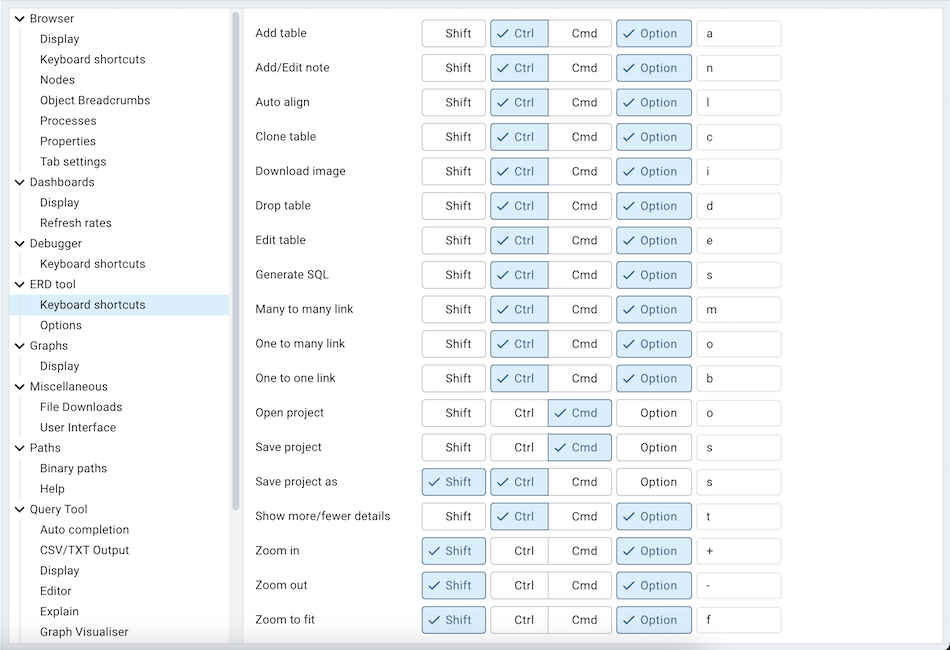 Browser
Display
Keyboard shortcuts
Nodes
Object Breadcrumbs
Processes
Properties
Tab settings
Dashboards
Display
Refresh rates
Debugger
Keyboard shortcuts
ERD tool
Keyboard shortcuts
Options
Graphs
Display
Miscellaneous
File Downloads
User Interface
Paths
Binary paths
Help
Query Tool
Auto completion
CSV/TXT Output
Display
Editor
Explain
Graph Visualiser
Add table Shift Ctrl Cmd Option a
Add/Edit note Shift Ctrl Cmd Option n
Auto align Shift Ctrl Cmd Option l
Clone table Shift Ctrl Cmd Option c
Download image Shift Ctrl Cmd Option i
Drop table Shift Ctrl Cmd Option d
Edit table Shift Ctrl Cmd Option e
Generate SQL Shift Ctrl Cmd Option s
Many to many link Shift Ctrl Cmd Option m
One to many link Shift Ctrl Cmd Option o
One to one link Shift Ctrl Cmd Option b
Open project Shift Ctrl Cmd Option o
Save project Shift Ctrl Cmd Option s
Save project as Shift Ctrl Cmd Option s
Show more/fewer details Shift Ctrl Cmd Option t
Zoom in Shift Ctrl Cmd Option +
Zoom out Shift Ctrl Cmd Option -
Zoom to fit Shift Ctrl Cmd Option f